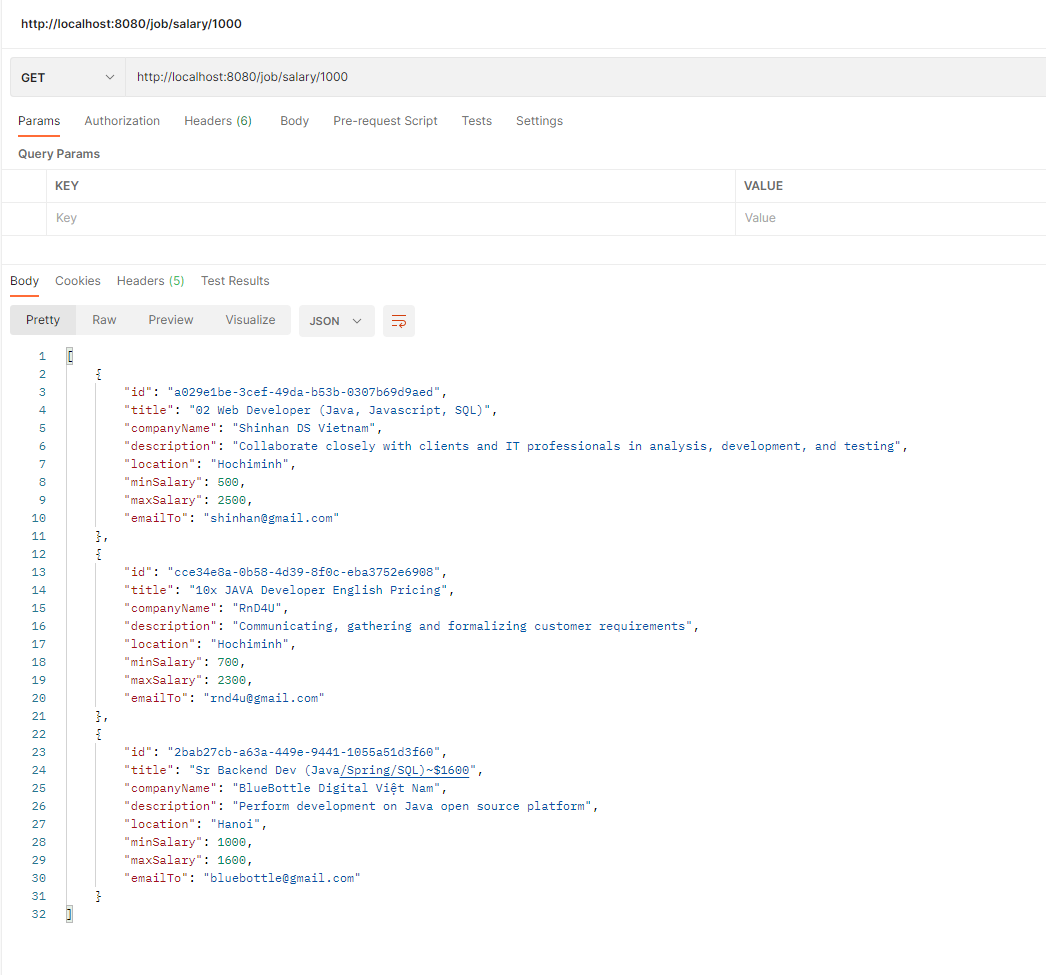 http://localhost:8080/job/salary/1000
GET http://localhost:8080/job/salary/1000
Params Authorization Headers (6) Body Pre-request Script Tests Settings
Query Params
KEY VALUE
Key Value
Body Cookies Headers (5) Test Results
Pretty Raw Preview Visualize JSON
1 [
2 {
3 "id": "a029e1be-3cef-49da-b53b-0307b69d9aed",
4 "title": "02 Web Developer (Java, Javascript, SQL)",
5 "companyName": "Shinhan DS Vietnam",
6 "description": "Collaborate closely with clients and IT professionals in analysis, development, and testing",
7 "location": "Hochiminh",
8 "minSalary": 500,
9 "maxSalary": 2500,
10 "emailTo": "shinhan@gmail.com"
11 },
12 {
13 "id": "cce34e8a-0b58-4d39-8f0c-eba3752e6908",
14 "title": "10x JAVA Developer English Pricing",
15 "companyName": "RnD4U",
16 "description": "Communicating, gathering and formalizing customer requirements",
17 "location": "Hochiminh",
18 "minSalary": 700,
19 "maxSalary": 2300,
20 "emailTo": "rnd4u@gmail.com"
21 },
22 {
23 "id": "2bab27cb-a63a-449e-9441-1055a51d3f60",
24 "title": "Sr Backend Dev (Java/Spring/SQL)~$1600",
25 "companyName": "BlueBottle Digital Việt Nam",
26 "description": "Perform development on Java open source platform",
27 "location": "Hanoi",
28 "minSalary": 1000,
29 "maxSalary": 1600,
30 "emailTo": "bluebottle@gmail.com"
31 }
32 ]